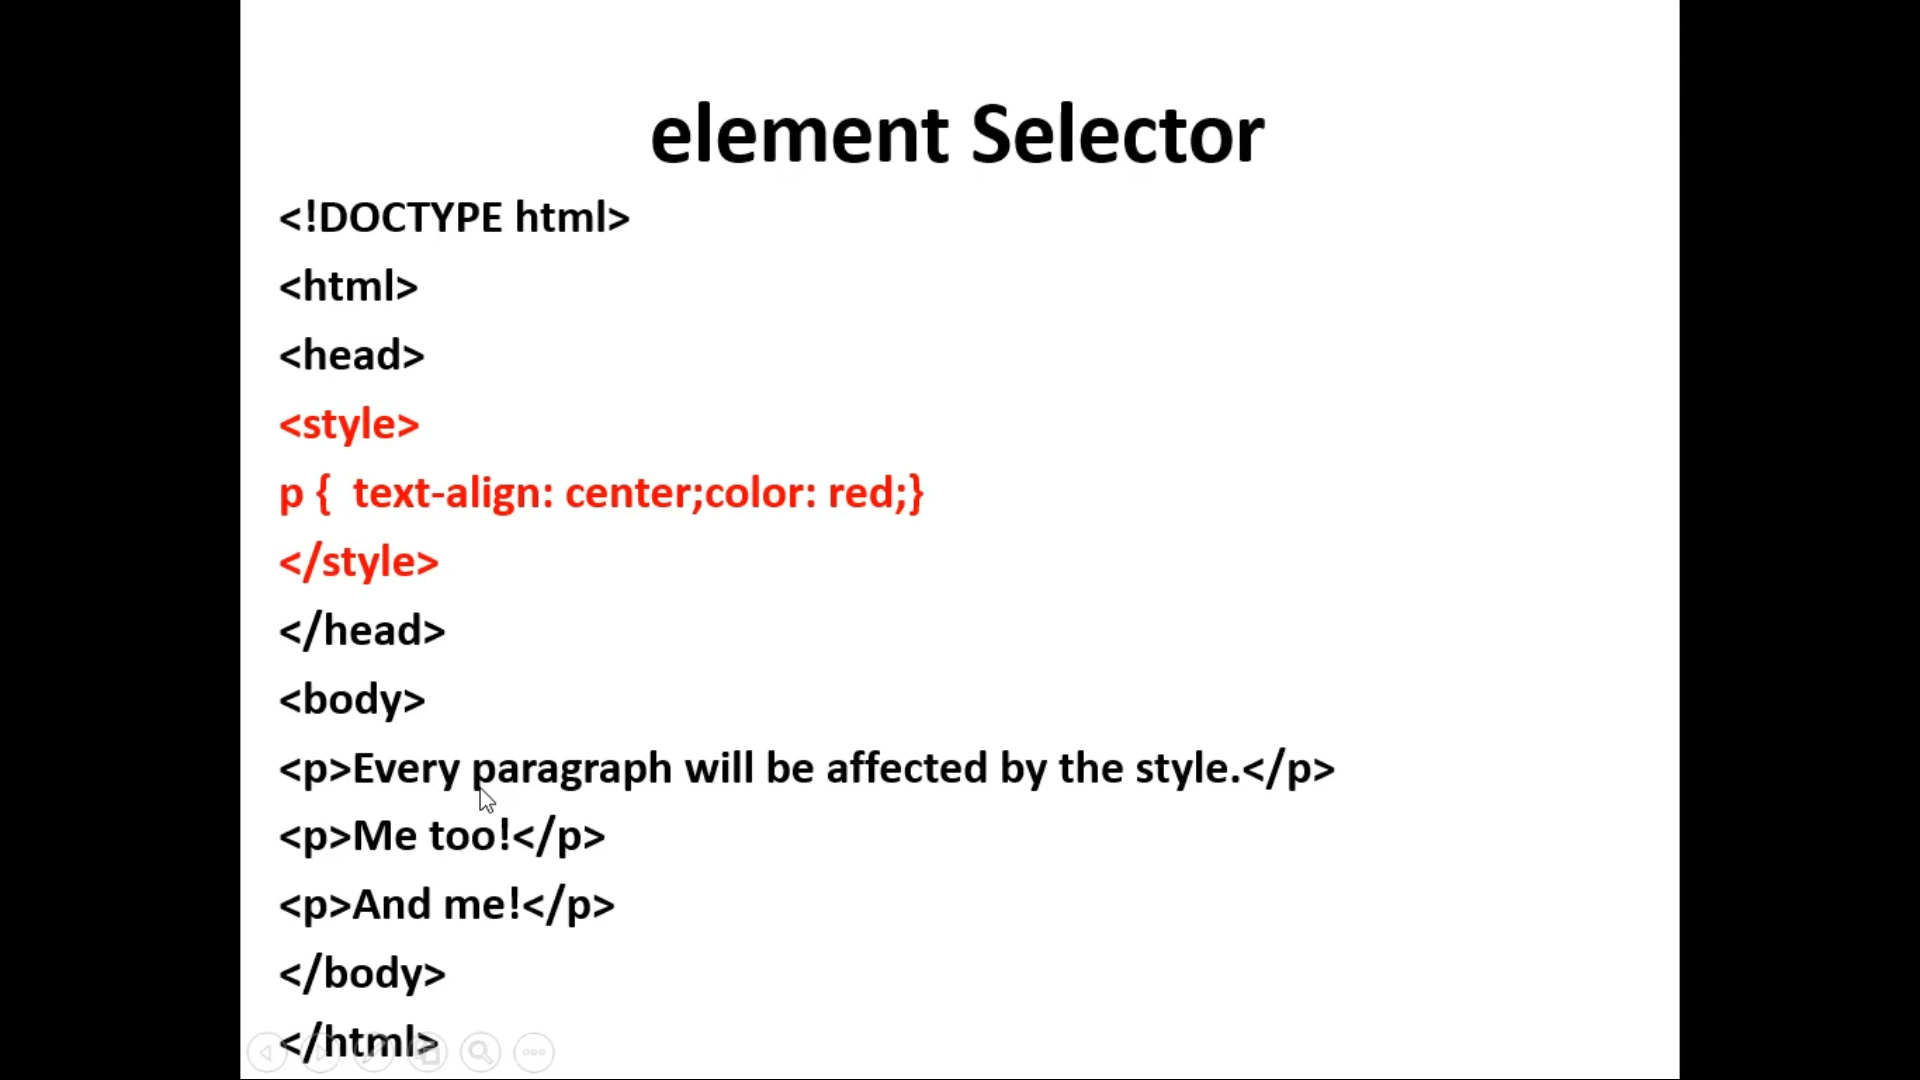 element Selector
<!DOCTYPE html>
<html>
<head>
<style>
p {  text-align: center;color: red;}
</style>
</head>
<body>
<p>Every paragraph will be affected by the style.</p>
<p>Me too!</p>
<p>And me!</p>
</body>
</html>